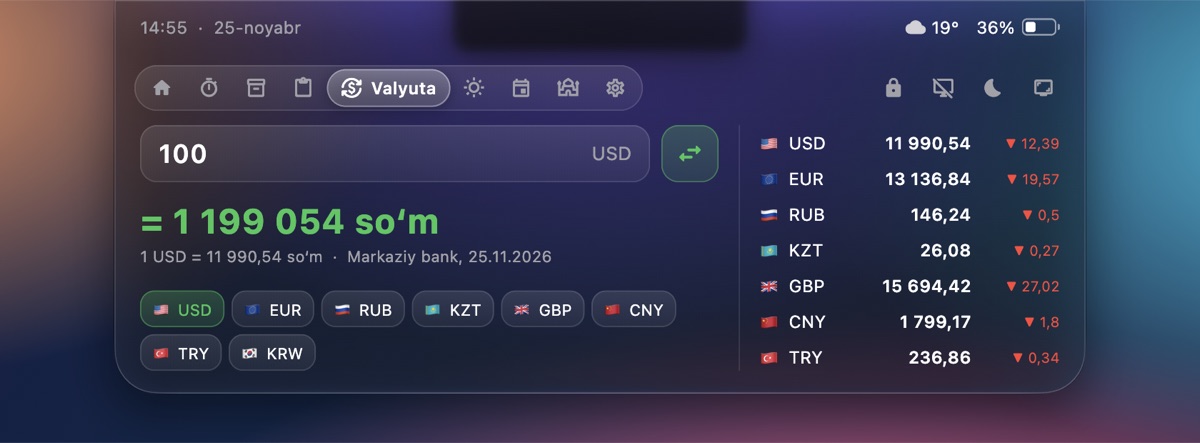 14:55 · 25-noyabr
19° 36%
Valyuta
100 USD
= 1 199 054 soʻm
1 USD = 11 990,54 soʻm · Markaziy bank, 25.11.2026
USD EUR RUB KZT GBP CNY
TRY KRW
USD 11 990,54 ▼ 12,39
EUR 13 136,84 ▼ 19,57
RUB 146,24 ▼ 0,5
KZT 26,08 ▼ 0,27
GBP 15 694,42 ▼ 27,02
CNY 1 799,17 ▼ 1,8
TRY 236,86 ▼ 0,34